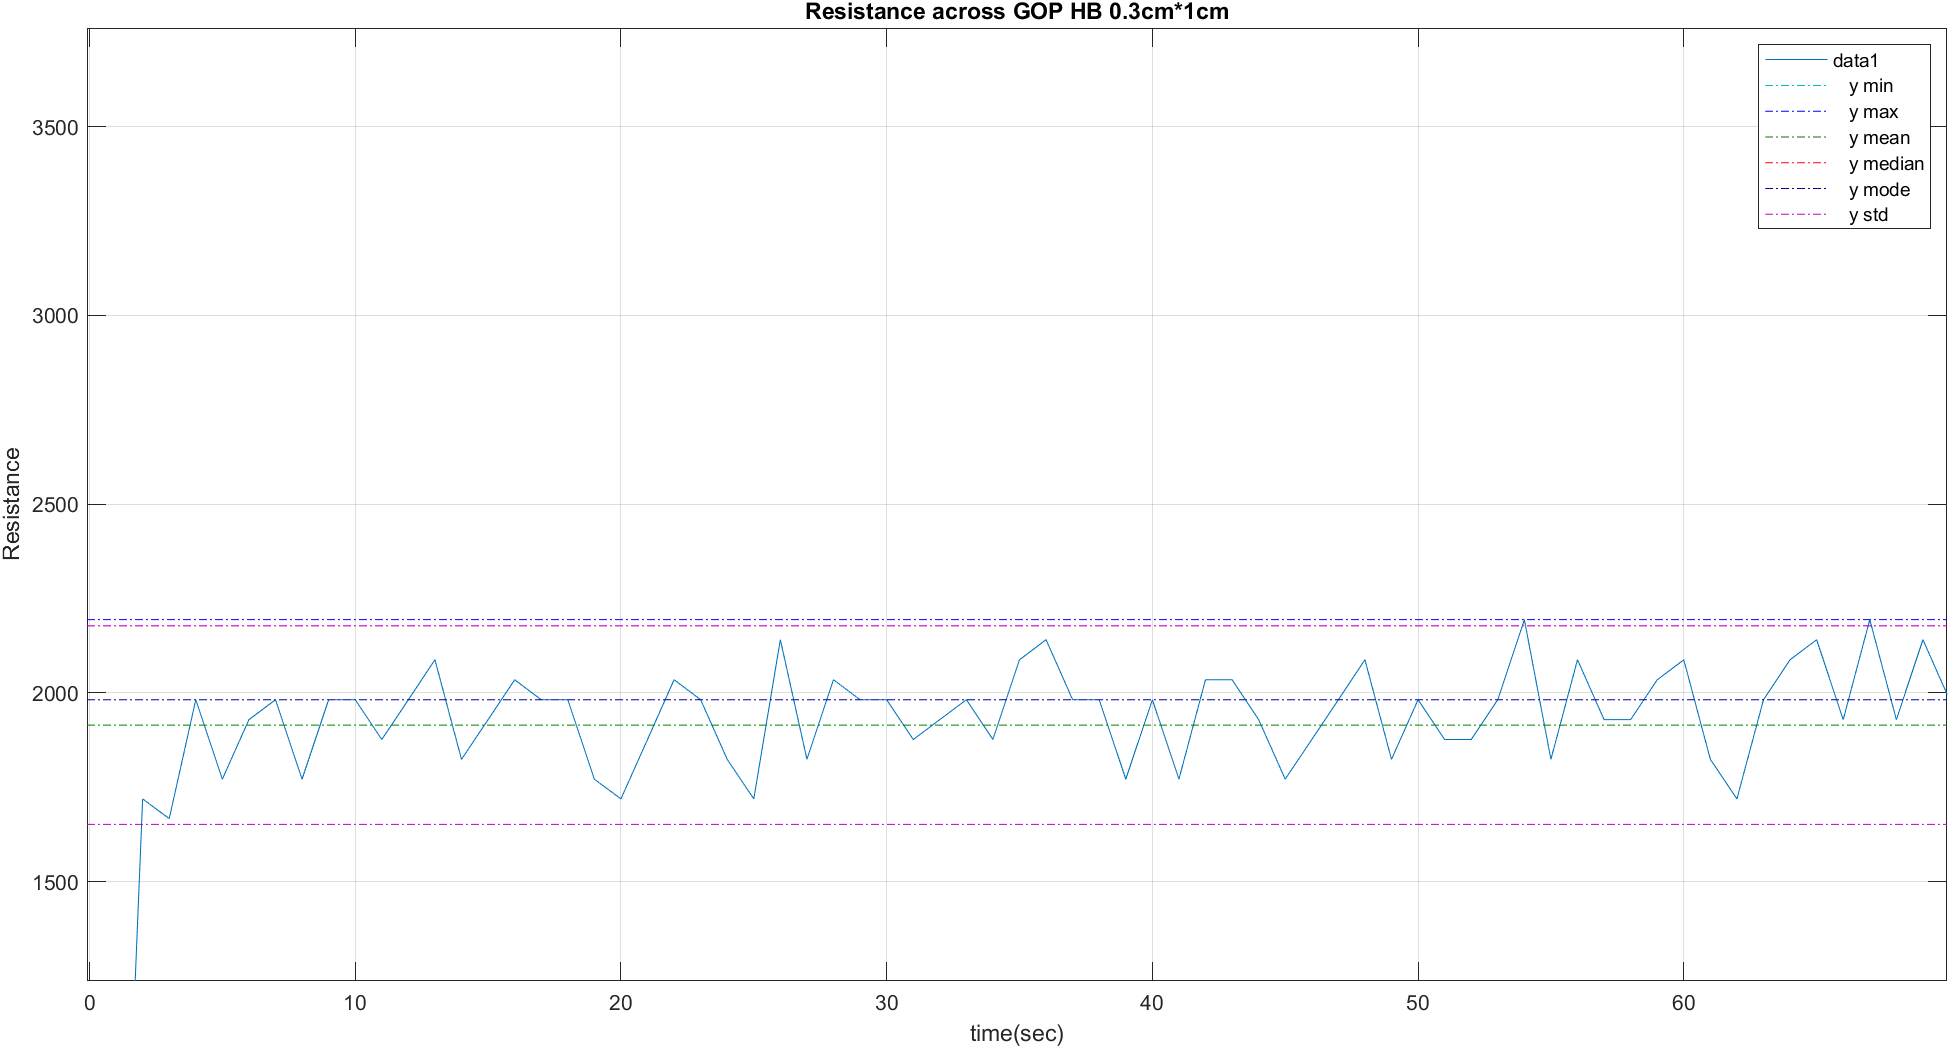 Resistance across GOP HB 0.3cm*1cm
data1
y min
y max
y mean
y median
y mode
y std
3500
3000
2500
2000
1500
Resistance
0 10 20 30 40 50 60
time(sec)